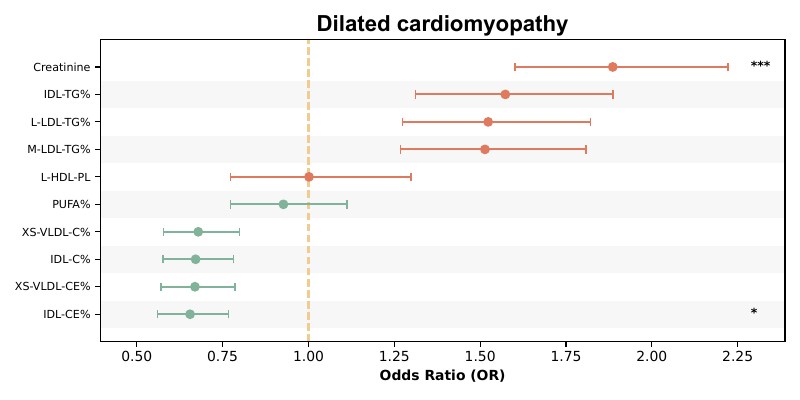 Dilated cardiomyopathy
Creatinine ***
IDL-TG%
L-LDL-TG%
M-LDL-TG%
L-HDL-PL
PUFA%
XS-VLDL-C%
IDL-C%
XS-VLDL-CE%
IDL-CE% *
0.50 0.75 1.00 1.25 1.50 1.75 2.00 2.25
Odds Ratio (OR)